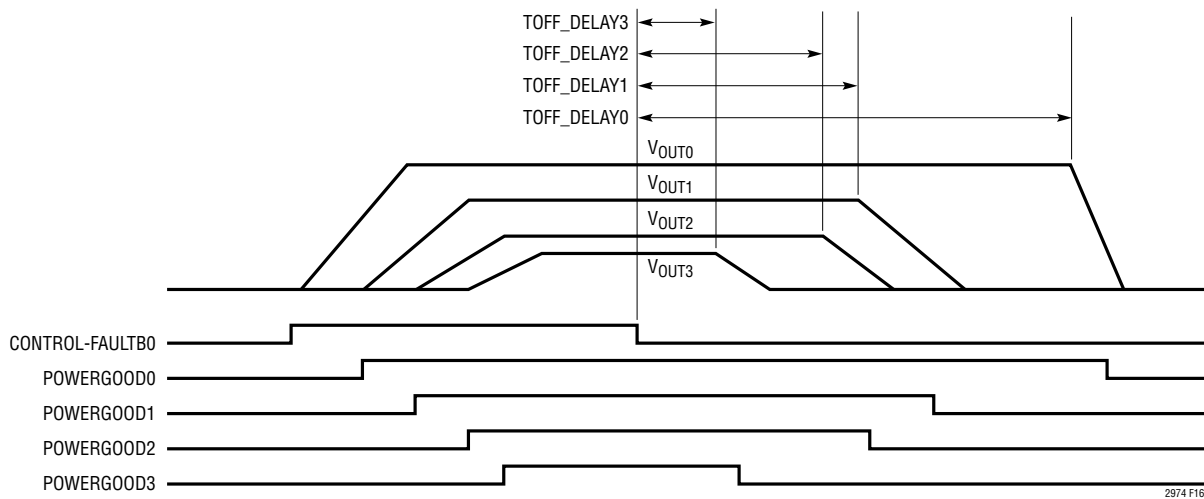 TOFF_DELAY3
TOFF_DELAY2
TOFF_DELAY1
TOFF_DELAY0
VOUT0
VOUT1
VOUT2
VOUT3
CONTROL-FAULTB0
POWERGOOD0
POWERGOOD1
POWERGOOD2
POWERGOOD3
2974 F16